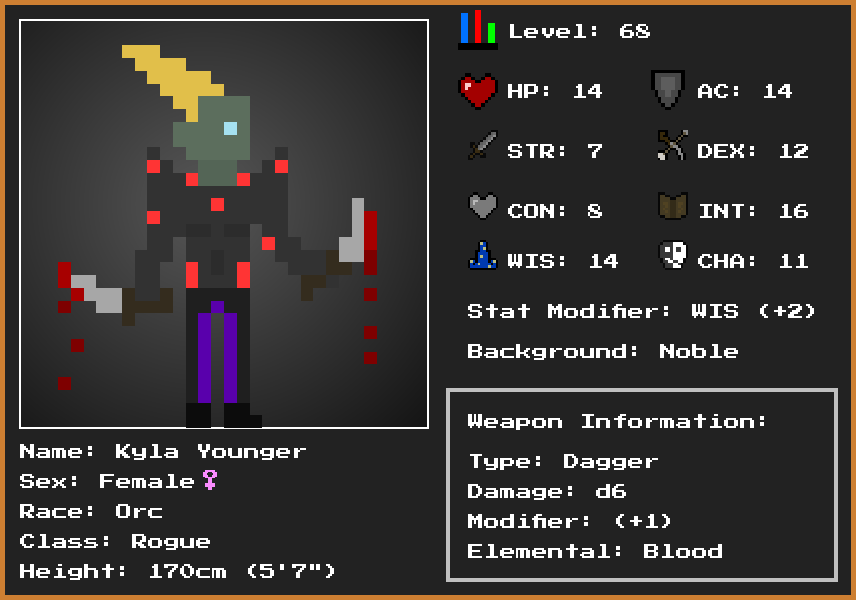 Level: 68
HP: 14
AC: 14
STR: 7
DEX: 12
CON: 8
INT: 16
WIS: 14
CHA: 11
Stat Modifier: WIS (+2)
Background: Noble
Weapon Information:
Type: Dagger
Damage: d6
Modifier: (+1)
Elemental: Blood
Name: Kyla Younger
Sex: Female♀
Race: Orc
Class: Rogue
Height: 170cm (5'7")